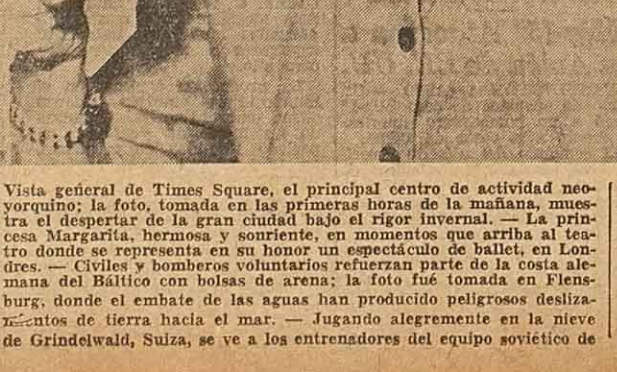 Vista general de Times Square, el principal centro de actividad neo-
yorquino; la foto, tomada en las primeras horas de la mañana, mues-
tra el despertar de la gran ciudad bajo el rigor invernal. — La prin-
cesa Margarita, hermosa y sonriente, en momentos que arriba al tea-
tro donde se representa en su honor un espectáculo de ballet, en Lon-
dres. — Civiles y bomberos voluntarios refuerzan parte de la costa ale-
mana del Báltico con bolsas de arena; la foto fué tomada en Flens-
burg, donde el embate de las aguas han producido peligrosos desliza-
mientos de tierra hacia el mar. — Jugando alegremente en la nieve
de Grindelwald, Suiza, se ve a los entrenadores del equipo soviético de